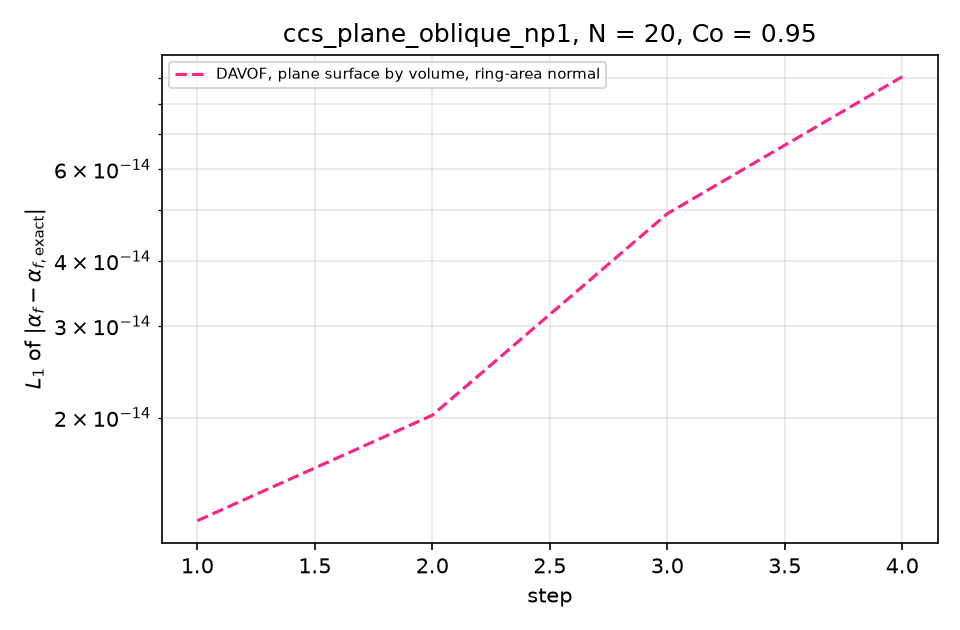 ccs_plane_oblique_np1, N = 20, Co = 0.95
DAVOF, plane surface by volume, ring-area normal
L₁ of |α_f − α_{f,exact}|
6 × 10⁻¹⁴
4 × 10⁻¹⁴
3 × 10⁻¹⁴
2 × 10⁻¹⁴
1.0 1.5 2.0 2.5 3.0 3.5 4.0
step